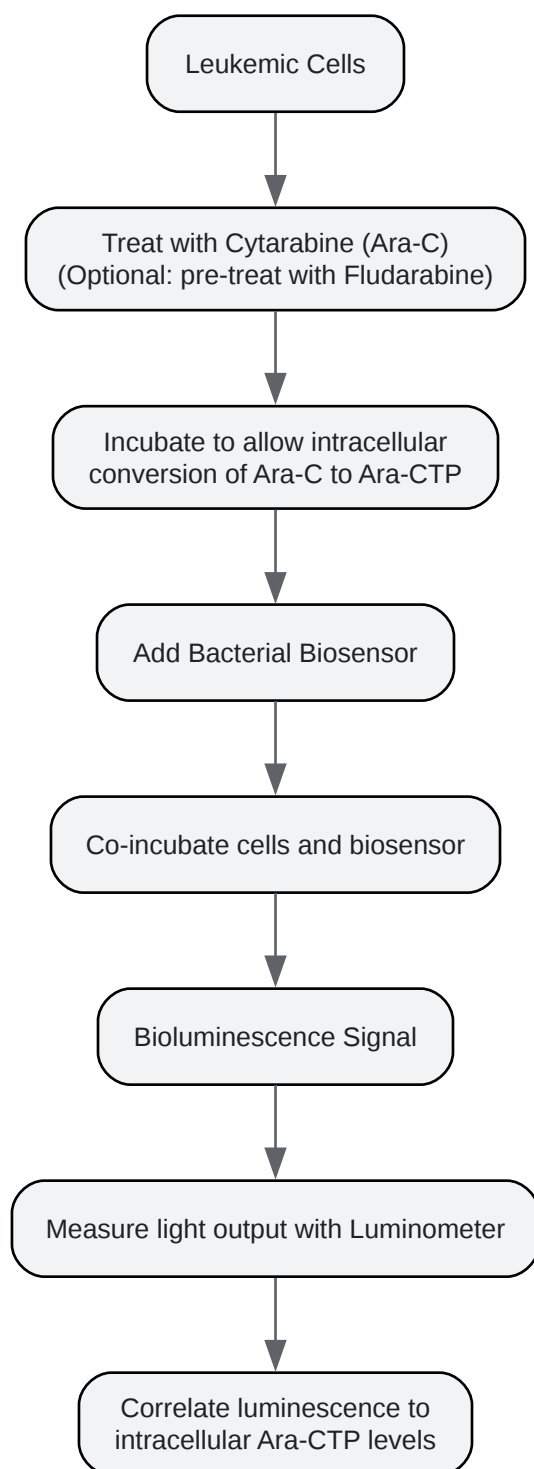 Leukemic Cells
Treat with Cytarabine (Ara-C)
(Optional: pre-treat with Fludarabine)
Incubate to allow intracellular
conversion of Ara-C to Ara-CTP
Add Bacterial Biosensor
Co-incubate cells and biosensor
Bioluminescence Signal
Measure light output with Luminometer
Correlate luminescence to
intracellular Ara-CTP levels